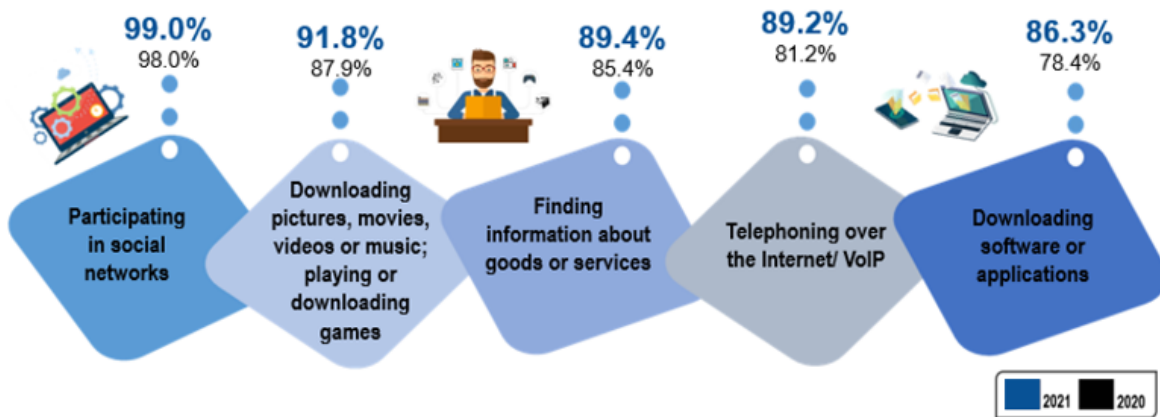 99.0%
98.0%
91.8%
87.9%
89.4%
85.4%
89.2%
81.2%
86.3%
78.4%
Participating
in social
networks
Downloading
pictures, movies,
videos or music;
playing or
downloading
games
Finding
information about
goods or services
Telephoning over
the Internet/ VoIP
Downloading
software or
applications
2021
2020